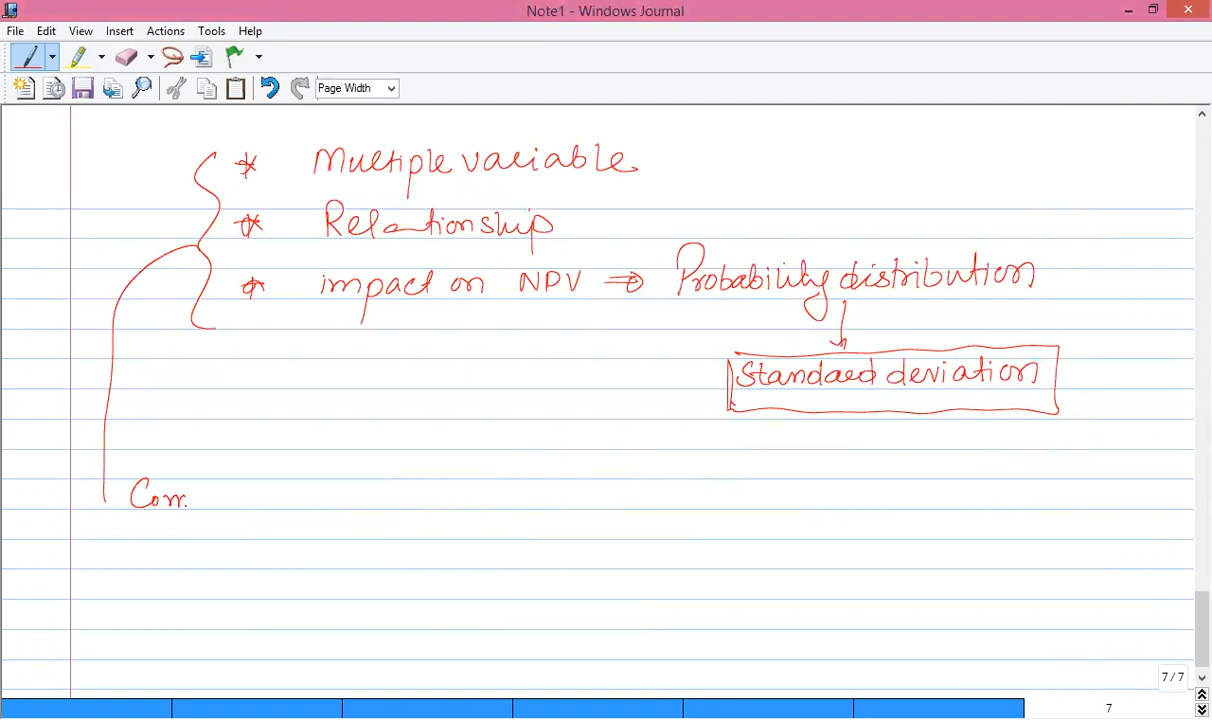 Note1 - Windows Journal
File Edit View Insert Actions Tools Help
Page Width
* Multiple variable
* Relationship
* impact on NPV ⇒ Probability distribution
Standard deviation
Com
7 / 7
7